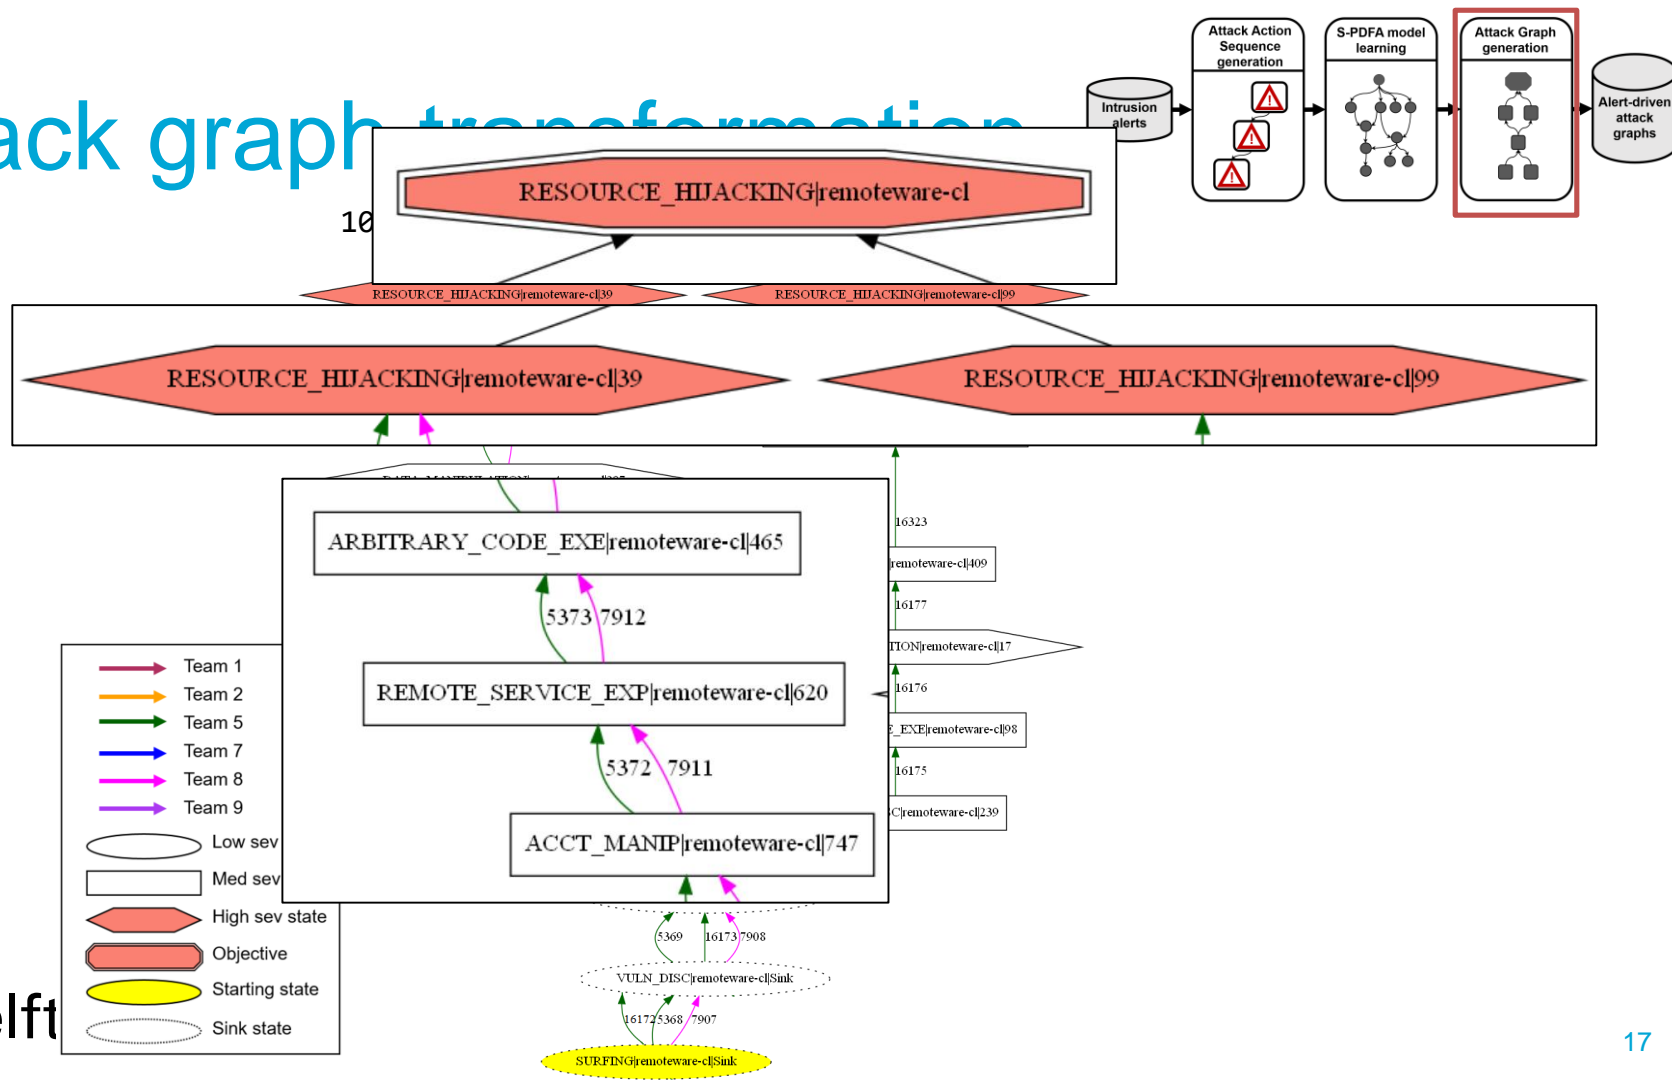 Attack Action
Sequence
generation
S-PDFA model
learning
Attack Graph
generation
Intrusion
alerts
Alert-driven
attack
graphs
ack graph transformation
10
RESOURCE_HIJACKING|remoteware-cl
RESOURCE_HIJACKING|remoteware-cl|39
RESOURCE_HIJACKING|remoteware-cl|99
RESOURCE_HIJACKING|remoteware-cl|39
RESOURCE_HIJACKING|remoteware-cl|99
ARBITRARY_CODE_EXE|remoteware-cl|465
5373
7912
REMOTE_SERVICE_EXP|remoteware-cl|620
5372
7911
ACCT_MANIP|remoteware-cl|747
16323
remoteware-cl|409
16177
TION|remoteware-cl|17
16176
E_EXE|remoteware-cl|98
16175
SC|remoteware-cl|239
Team 1
Team 2
Team 5
Team 7
Team 8
Team 9
Low sev
Med sev
High sev state
Objective
Starting state
Sink state
5369
16173
7908
VULN_DISC|remoteware-cl|Sink
16172
5368
7907
SURFING|remoteware-cl|Sink
elft
17